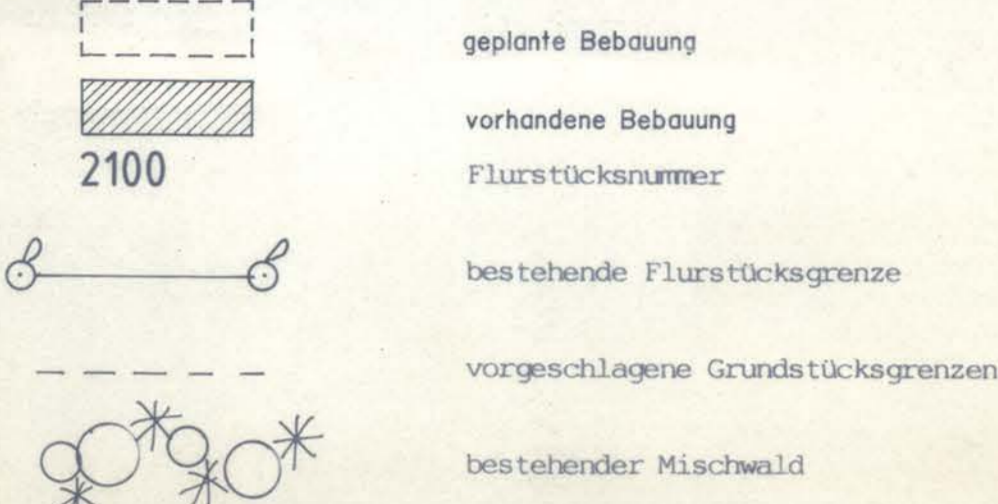 geplante Bebauung
vorhandene Bebauung
2100 Flurstücksnummer
bestehende Flurstücksgrenze
vorgeschlagene Grundstücksgrenzen
bestehender Mischwald